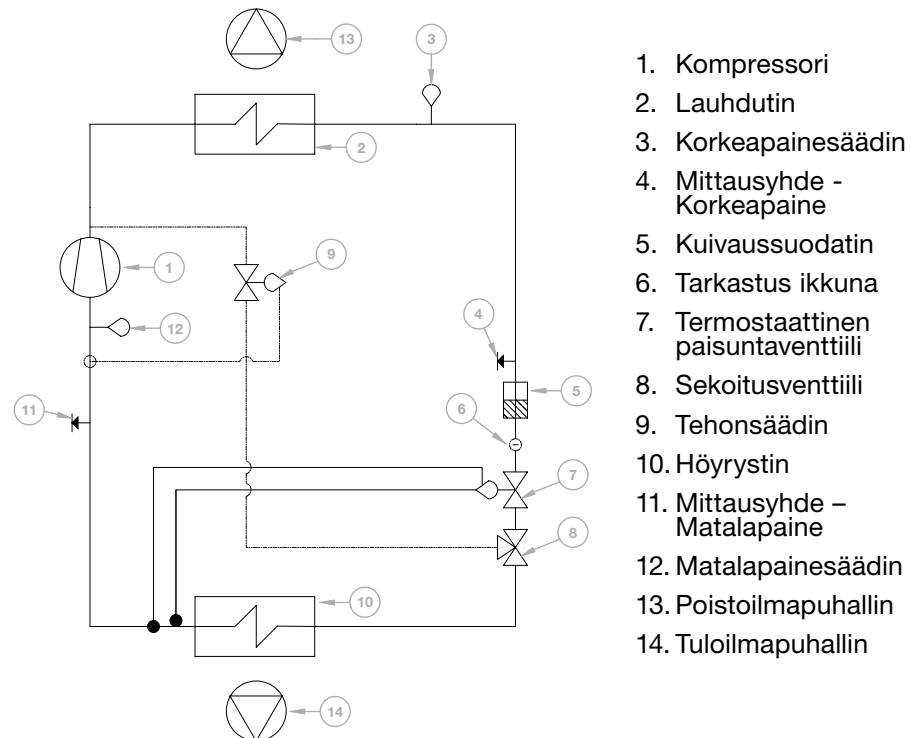 13
3
2
1
9
12
4
5
11
6
7
8
10
14
1. Kompressori
2. Lauhdutin
3. Korkeapainesäädin
4. Mittausyhde -
Korkeapaine
5. Kuivaussuodatin
6. Tarkastus ikkuna
7. Termostaattinen
paisuntaventtiili
8. Sekoitusventtiili
9. Tehonsäädin
10. Höyrystin
11. Mittausyhde –
Matalapaine
12. Matalapainesäädin
13. Poistoilmapuhallin
14. Tuloilmapuhallin